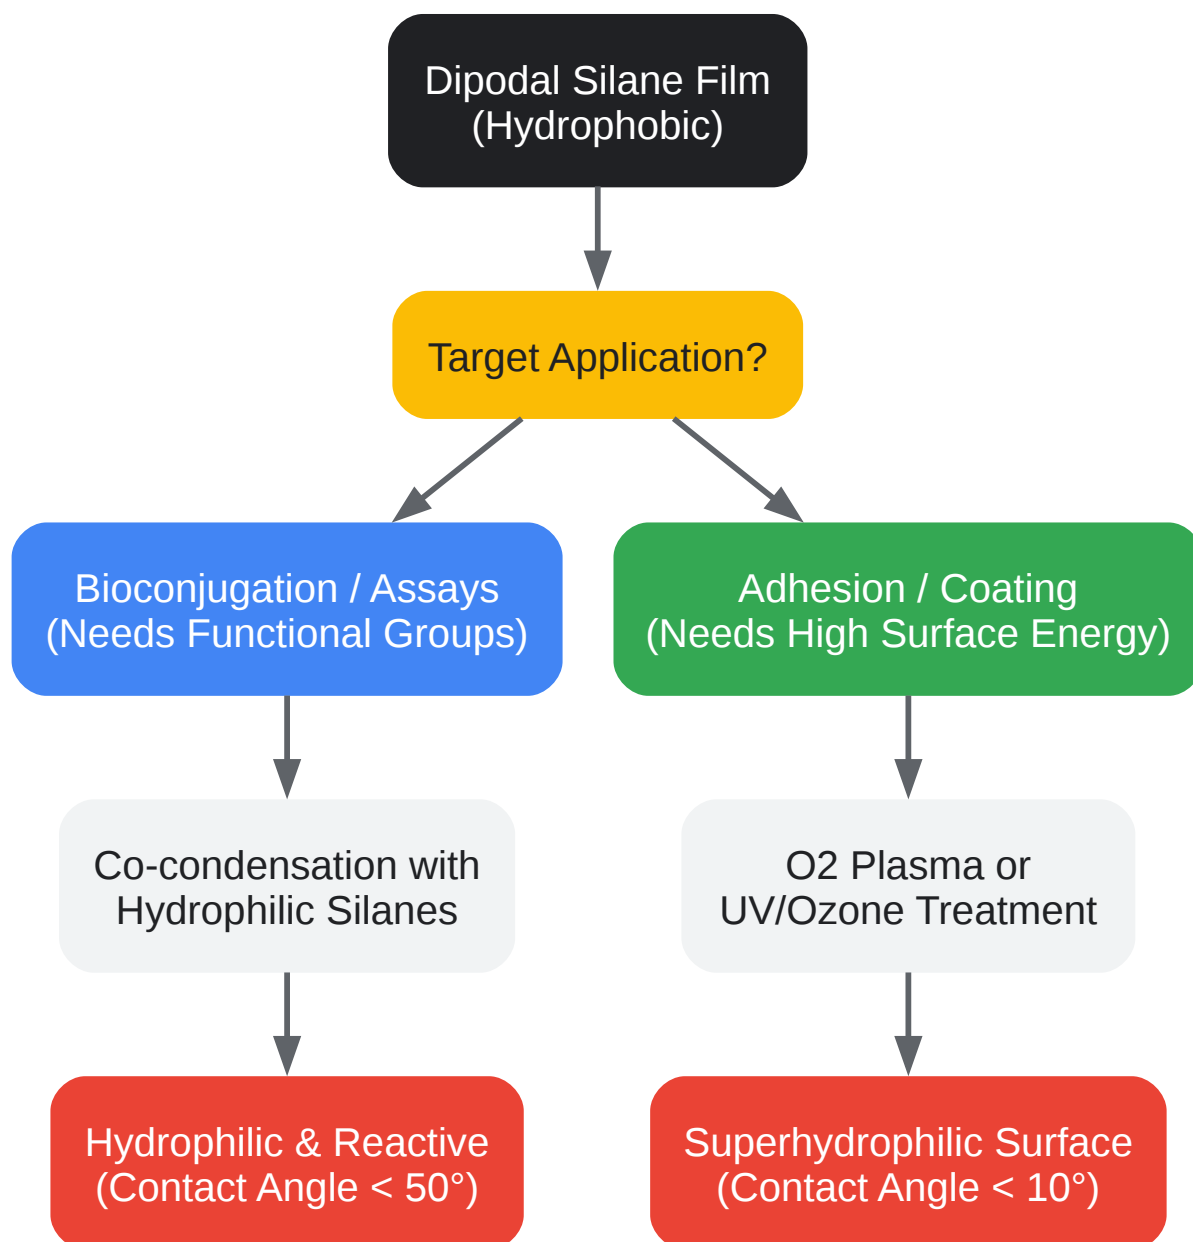 Dipodal Silane Film
(Hydrophobic)
Target Application?
Bioconjugation / Assays
(Needs Functional Groups)
Adhesion / Coating
(Needs High Surface Energy)
Co-condensation with
Hydrophilic Silanes
O2 Plasma or
UV/Ozone Treatment
Hydrophilic & Reactive
(Contact Angle < 50°)
Superhydrophilic Surface
(Contact Angle < 10°)